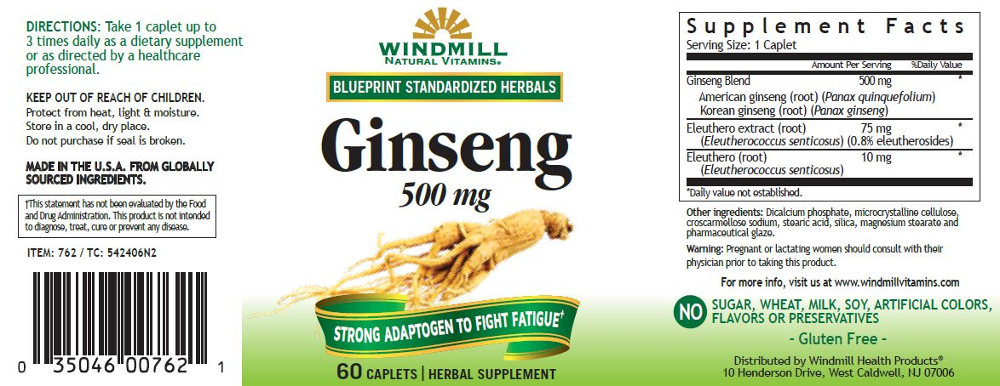 DIRECTIONS: Take 1 caplet up to
3 times daily as a dietary supplement
or as directed by a healthcare
professional.
KEEP OUT OF REACH OF CHILDREN.
Protect from heat, light & moisture.
Store in a cool, dry place.
Do not purchase if seal is broken.
MADE IN THE U.S.A. FROM GLOBALLY
SOURCED INGREDIENTS.
†This statement has not been evaluated by the Food
and Drug Administration. This product is not intended
to diagnose, treat, cure or prevent any disease.
ITEM: 762 / TC: 542406N2
0 35046 00762 1
WINDMILL
NATURAL VITAMINS®
BLUEPRINT STANDARDIZED HERBALS
Ginseng
500 mg
STRONG ADAPTOGEN TO FIGHT FATIGUE†
60 CAPLETS | HERBAL SUPPLEMENT
Supplement Facts
Serving Size: 1 Caplet
Amount Per Serving %Daily Value
Ginseng Blend 500 mg *
American ginseng (root) (Panax quinquefolium)
Korean ginseng (root) (Panax ginseng)
Eleuthero extract (root) 75 mg *
(Eleutherococcus senticosus) (0.8% eleutherosides)
Eleuthero (root) 10 mg *
(Eleutherococcus senticosus)
*Daily value not established.
Other ingredients: Dicalcium phosphate, microcrystalline cellulose,
croscarmellose sodium, stearic acid, silica, magnesium stearate and
pharmaceutical glaze.
Warning: Pregnant or lactating women should consult with their
physician prior to taking this product.
For more info, visit us at www.windmillvitamins.com
NO SUGAR, WHEAT, MILK, SOY, ARTIFICIAL COLORS,
FLAVORS OR PRESERVATIVES
- Gluten Free -
Distributed by Windmill Health Products®
10 Henderson Drive, West Caldwell, NJ 07006